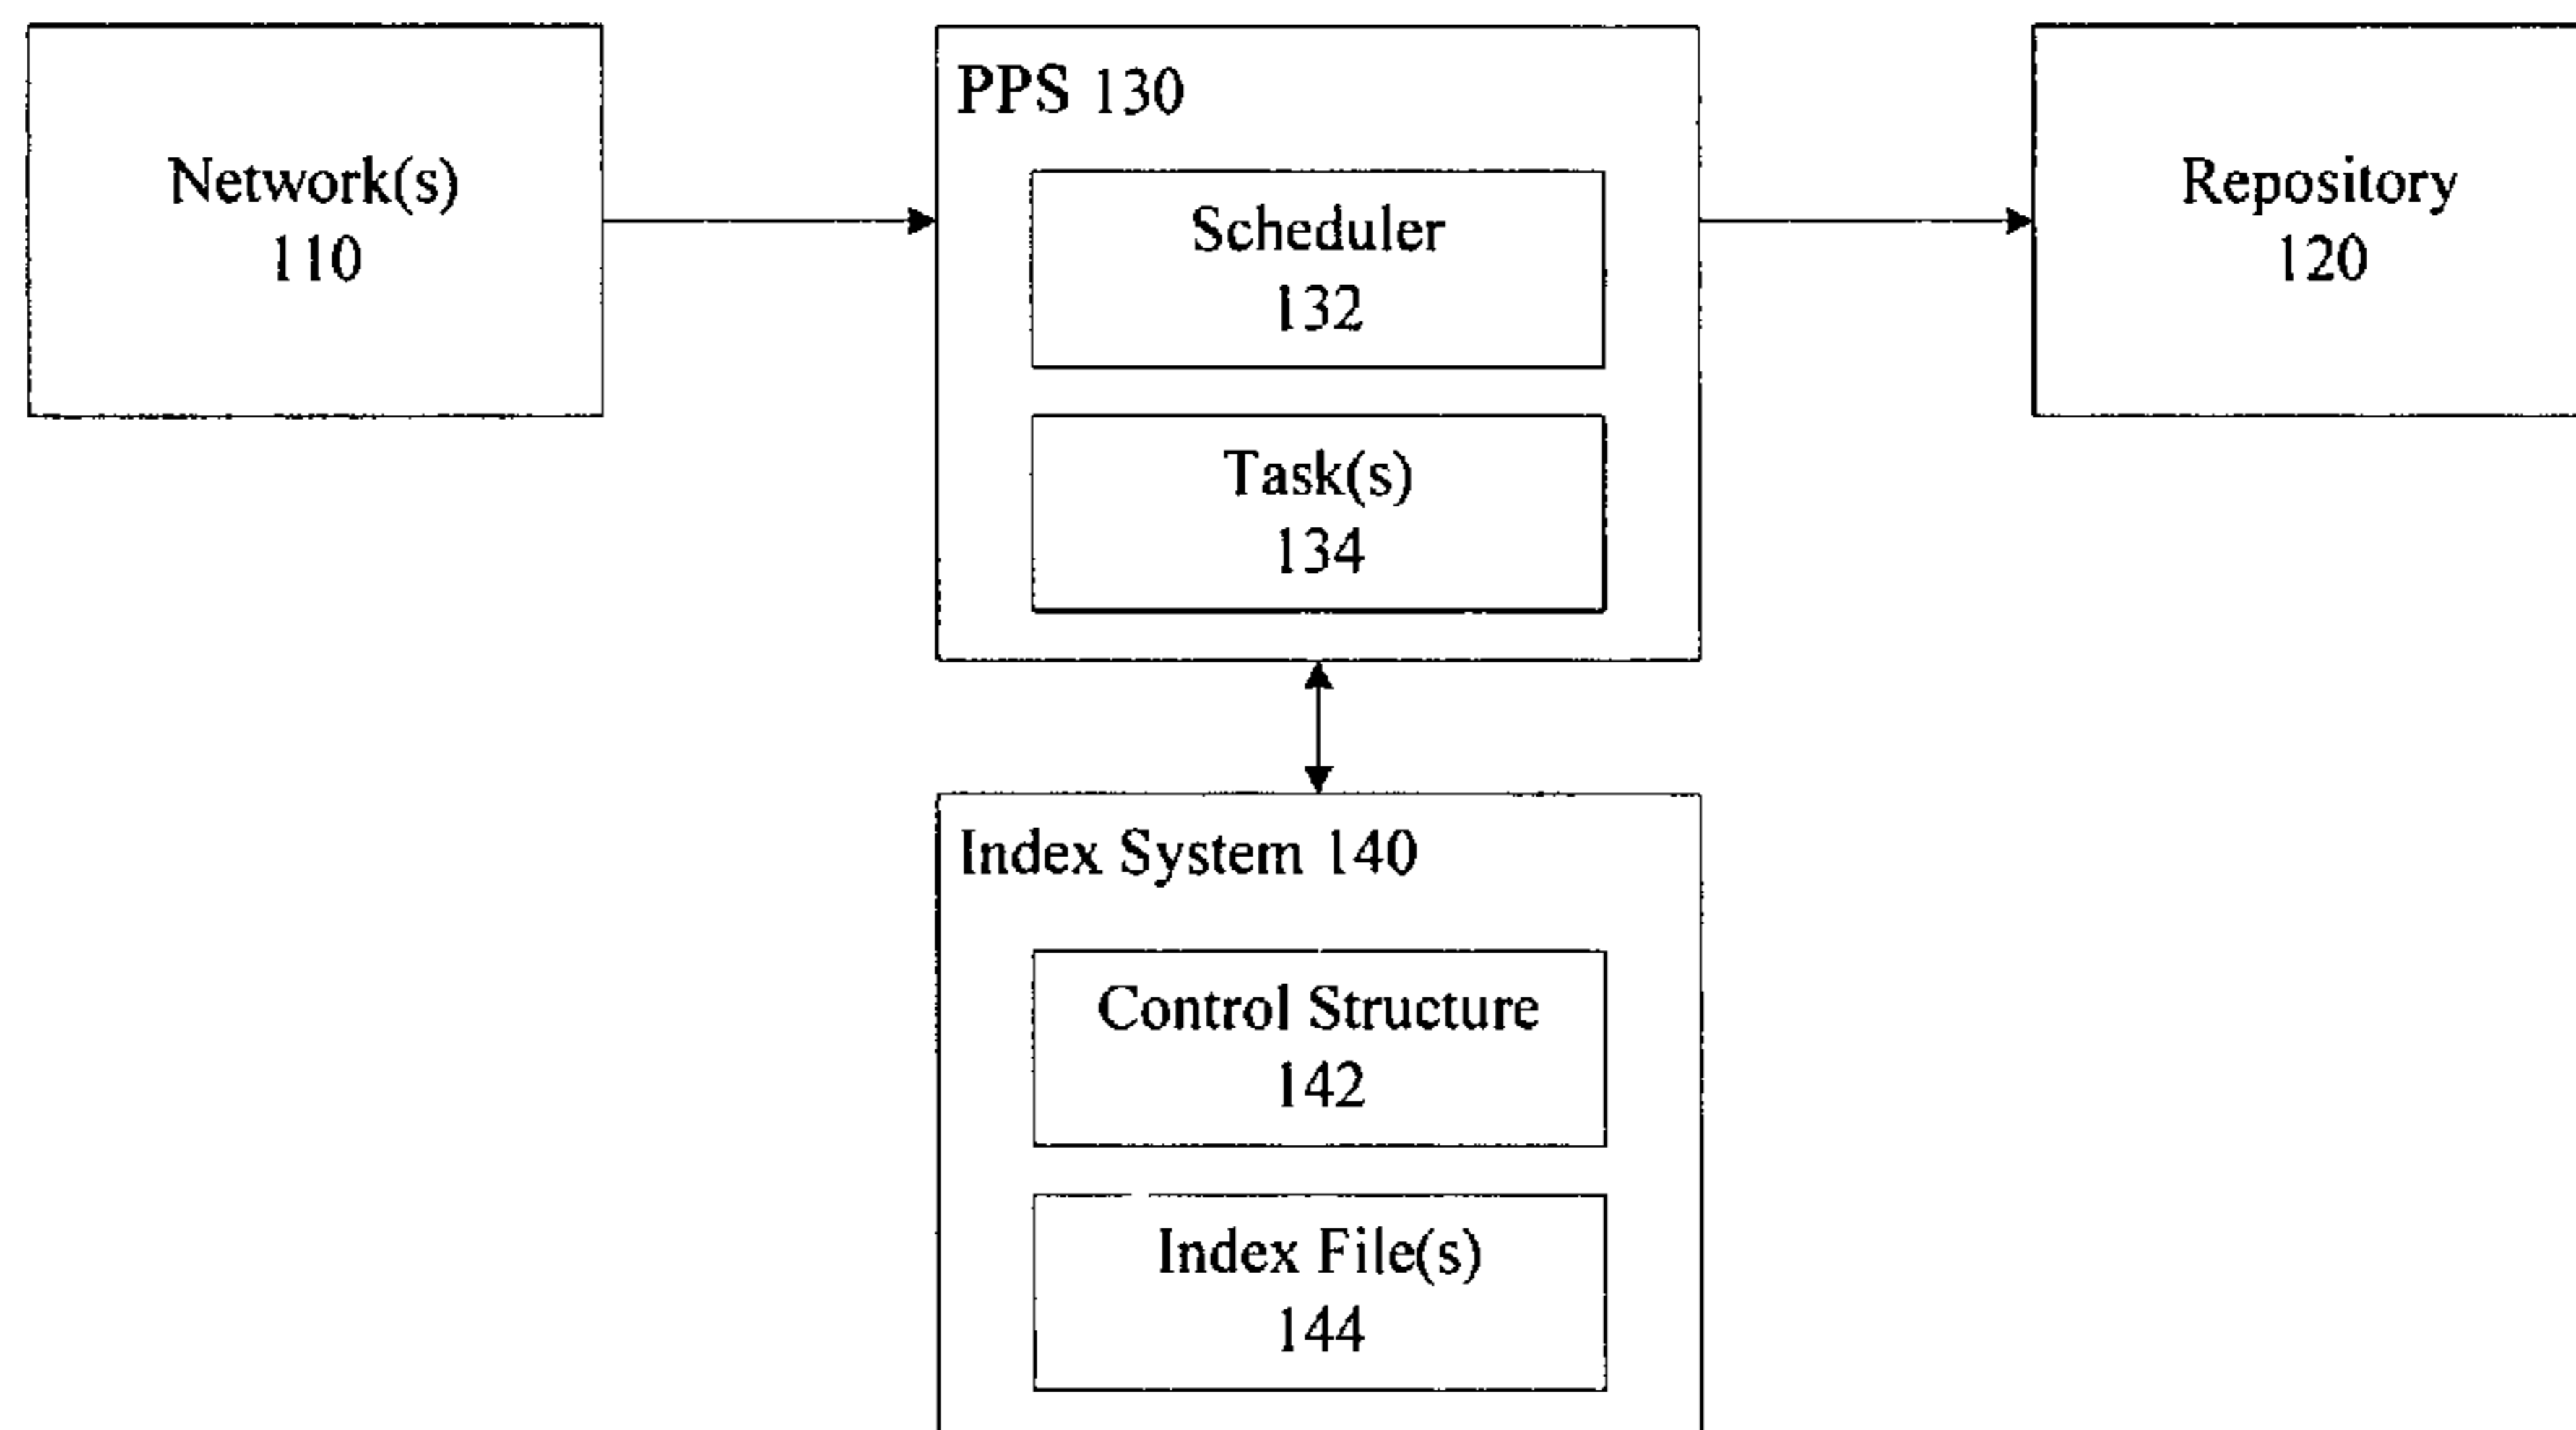 Network(s)
110
PPS 130
Scheduler
132
Task(s)
134
Repository
120
Index System 140
Control Structure
142
Index File(s)
144